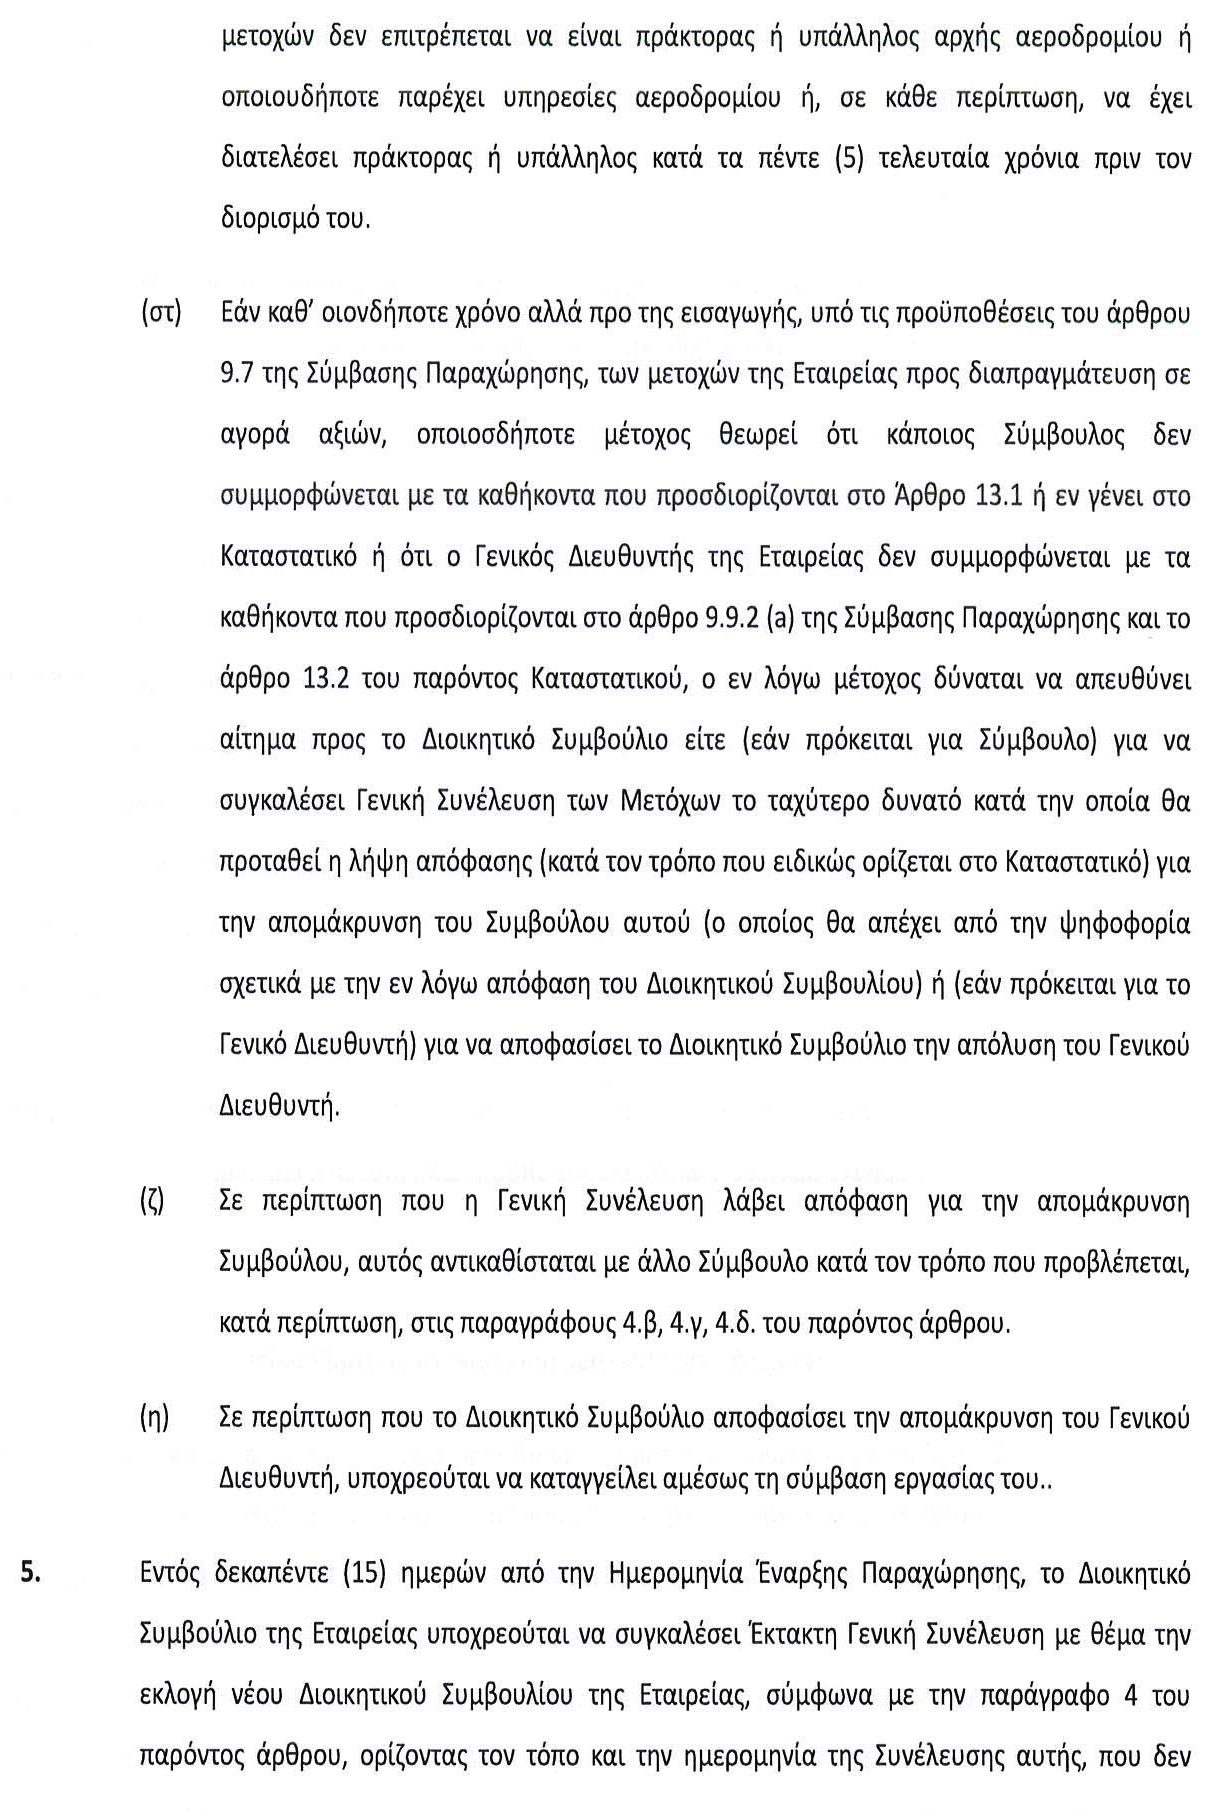 μετοχών δεν επιτρέπεται να είναι πράκτορας ή υπάλληλος αρχής αεροδρομίου ή
οποιουδήποτε παρέχει υπηρεσίες αεροδρομίου ή, σε κάθε περίπτωση, να έχει
διατελέσει πράκτορας ή υπάλληλος κατά τα πέντε (5) τελευταία χρόνια πριν τον
διορισμό του.
(στ) Εάν καθ’ οιονδήποτε χρόνο αλλά προ της εισαγωγής, υπό τις προϋποθέσεις του άρθρου
9.7 της Σύμβασης Παραχώρησης, των μετοχών της Εταιρείας προς διαπραγμάτευση σε
αγορά αξιών, οποιοσδήποτε μέτοχος θεωρεί ότι κάποιος Σύμβουλος δεν
συμμορφώνεται με τα καθήκοντα που προσδιορίζονται στο Άρθρο 13.1 ή εν γένει στο
Καταστατικό ή ότι ο Γενικός Διευθυντής της Εταιρείας δεν συμμορφώνεται με τα
καθήκοντα που προσδιορίζονται στο άρθρο 9.9.2 (a) της Σύμβασης Παραχώρησης και το
άρθρο 13.2 του παρόντος Καταστατικού, ο εν λόγω μέτοχος δύναται να απευθύνει
αίτημα προς το Διοικητικό Συμβούλιο είτε (εάν πρόκειται για Σύμβουλο) για να
συγκαλέσει Γενική Συνέλευση των Μετόχων το ταχύτερο δυνατό κατά την οποία θα
προταθεί η λήψη απόφασης (κατά τον τρόπο που ειδικώς ορίζεται στο Καταστατικό) για
την απομάκρυνση του Συμβούλου αυτού (ο οποίος θα απέχει από την ψηφοφορία
σχετικά με την εν λόγω απόφαση του Διοικητικού Συμβουλίου) ή (εάν πρόκειται για το
Γενικό Διευθυντή) για να αποφασίσει το Διοικητικό Συμβούλιο την απόλυση του Γενικού
Διευθυντή.
(ζ) Σε περίπτωση που η Γενική Συνέλευση λάβει απόφαση για την απομάκρυνση
Συμβούλου, αυτός αντικαθίσταται με άλλο Σύμβουλο κατά τον τρόπο που προβλέπεται,
κατά περίπτωση, στις παραγράφους 4.β, 4.γ, 4.δ. του παρόντος άρθρου.
(η) Σε περίπτωση που το Διοικητικό Συμβούλιο αποφασίσει την απομάκρυνση του Γενικού
Διευθυντή, υποχρεούται να καταγγείλει αμέσως τη σύμβαση εργασίας του..
5. Εντός δεκαπέντε (15) ημερών από την Ημερομηνία Έναρξης Παραχώρησης, το Διοικητικό
Συμβούλιο της Εταιρείας υποχρεούται να συγκαλέσει Έκτακτη Γενική Συνέλευση με θέμα την
εκλογή νέου Διοικητικού Συμβουλίου της Εταιρείας, σύμφωνα με την παράγραφο 4 του
παρόντος άρθρου, ορίζοντας τον τόπο και την ημερομηνία της Συνέλευσης αυτής, που δεν